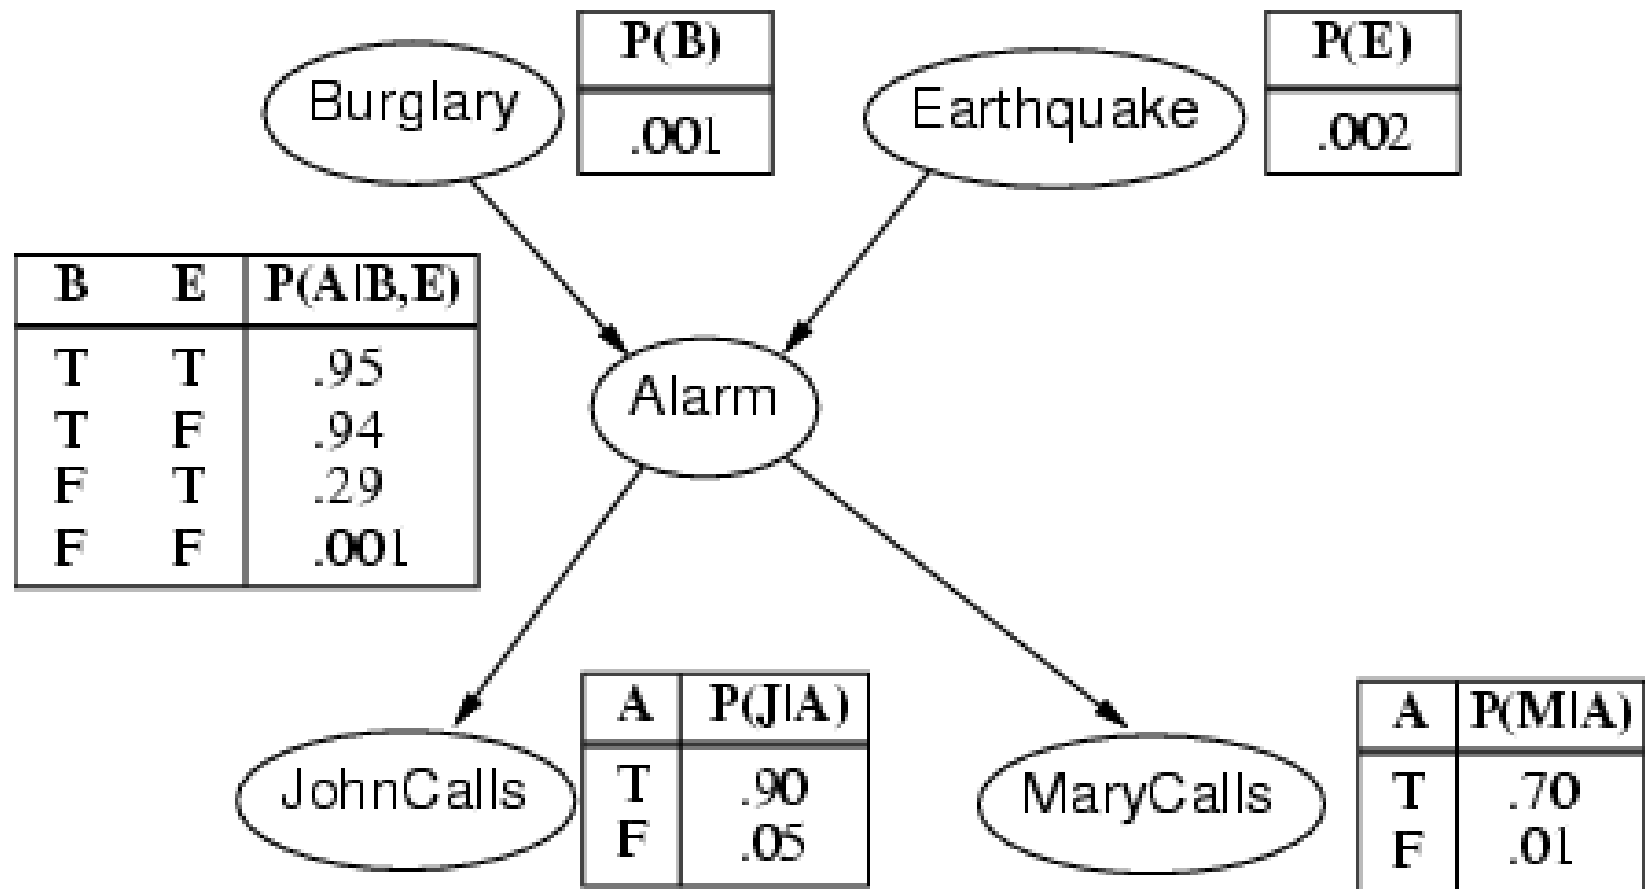 P(B)
.001
Burglary
P(E)
.002
Earthquake
B E P(A|B,E)
T T .95
T F .94
F T .29
F F .001
Alarm
JohnCalls
A P(J|A)
T .90
F .05
MaryCalls
A P(M|A)
T .70
F .01